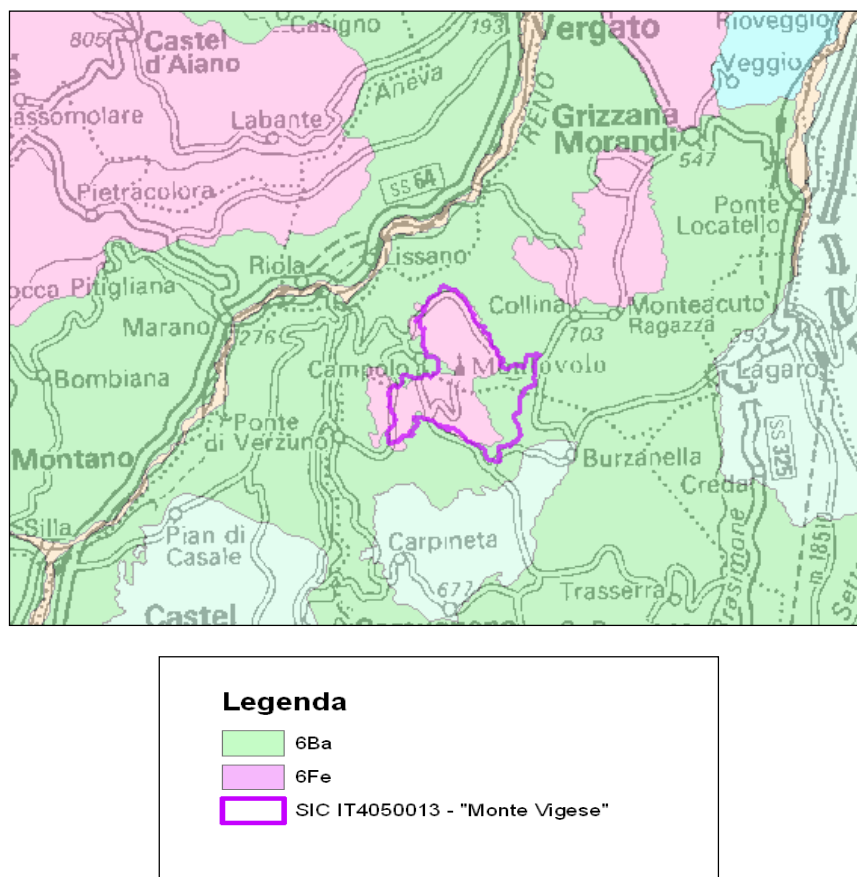 Casigno
193
Vergato
Rioveggio
805
Castel
d'Aiano
Veggio
Aneva
assomolare
Labante
RENO
Grizzana
Morandi
547
SS 64
Pietracolora
Ponte
Locatello
Lissano
Riola
occa Pitigliana
Collina
Monteacuto
Ragazza
Marano
703
393
276
Campolo
Lagaro
Bombiana
Ponte
di Verzuno
SS 325
Montano
Burzanella
Creda
Silla
Pian di
Casale
Carpineta
Trasserra
677
Castel
m 18510
Legenda
6Ba
6Fe
SIC IT4050013 - "Monte Vigese"